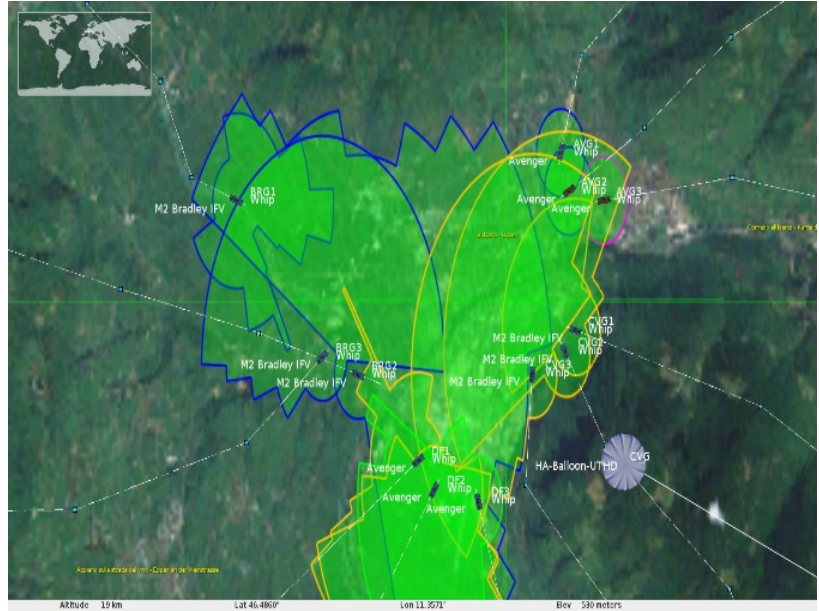 AVG1
Whip
Avenger
AVG2
Whip
Avenger
AVG3
Whip
Avenger
BRG1
Whip
M2 Bradley IFV
CVG1
Whip
M2 Bradley IFV
CVG2
Whip
M2 Bradley IFV
CVG3
Whip
M2 Bradley IFV
BRG3
Whip
M2 Bradley IFV
BRG2
Whip
M2 Bradley IFV
DF1
Whip
Avenger
DF2
Whip
Avenger
DF3
Whip
Avenger
HA-Balloon-UTHD
CVG
Altitude 19 km
Lat 46.4860°
Lon 11.3571°
Elev 530 meters